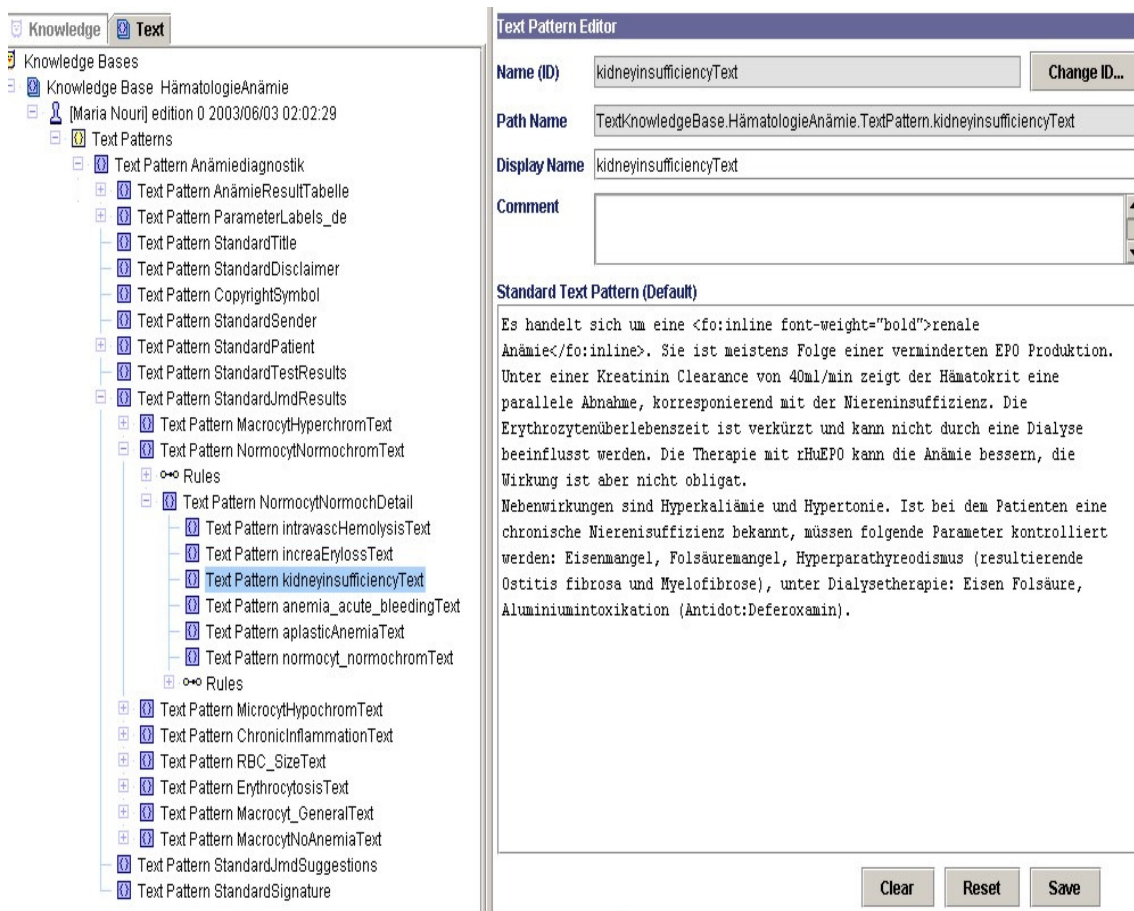 Knowledge
Text
Knowledge Bases
Knowledge Base HämatologieAnämie
[Maria Nouri] edition 0 2003/06/03 02:02:29
Text Patterns
Text Pattern Anämiediagnostik
Text Pattern AnämieResultTabelle
Text Pattern ParameterLabels_de
Text Pattern StandardTitle
Text Pattern StandardDisclaimer
Text Pattern CopyrightSymbol
Text Pattern StandardSender
Text Pattern StandardPatient
Text Pattern StandardTestResults
Text Pattern StandardJmdResults
Text Pattern MacrocytHyperchromText
Text Pattern NormocytNormochromText
Rules
Text Pattern NormocytNormochDetail
Text Pattern intravascHemolysisText
Text Pattern increaErylossText
Text Pattern kidneyinsufficiencyText
Text Pattern anemia_acute_bleedingText
Text Pattern aplasticAnemiaText
Text Pattern normocyt_normochromText
Rules
Text Pattern MicrocytHypochromText
Text Pattern ChronicInflammationText
Text Pattern RBC_SizeText
Text Pattern ErythrocytosisText
Text Pattern Macrocyt_GeneralText
Text Pattern MacrocytNoAnemiaText
Text Pattern StandardJmdSuggestions
Text Pattern StandardSignature
Text Pattern Editor
Name (ID) kidneyinsufficiencyText Change ID...
Path Name TextKnowledgeBase.HämatologieAnämie.TextPattern.kidneyinsufficiencyText
Display Name kidneyinsufficiencyText
Comment
Standard Text Pattern (Default)
Es handelt sich um eine <fo:inline font-weight="bold">renale
Anämie</fo:inline>. Sie ist meistens Folge einer verminderten EPO Produktion.
Unter einer Kreatinin Clearance von 40ml/min zeigt der Hämatokrit eine
parallele Abnahme, korresponierend mit der Niereninsuffizienz. Die
Erythrozytenüberlebenszeit ist verkürzt und kann nicht durch eine Dialyse
beeinflusst werden. Die Therapie mit rHuEPO kann die Anämie bessern, die
Wirkung ist aber nicht obligat.
Nebenwirkungen sind Hyperkaliämie und Hypertonie. Ist bei dem Patienten eine
chronische Nierenisuffizienz bekannt, müssen folgende Parameter kontrolliert
werden: Eisenmangel, Folsäuremangel, Hyperparathyreodismus (resultierende
Ostitis fibrosa und Myelofibrose), unter Dialysetherapie: Eisen Folsäure,
Aluminiumintoxikation (Antidot:Deferoxamin).
Clear Reset Save